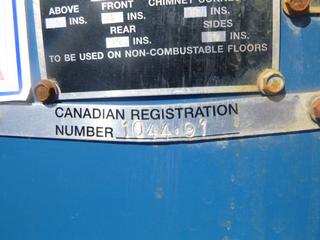 ABOVE
FRONT
CHIMNEY CONNEC
INS.
INS.
INS.
REAR
SIDES
INS.
INS.
TO BE USED ON NON-COMBUSTABLE FLOORS
CANADIAN REGISTRATION
NUMBER 1044.91